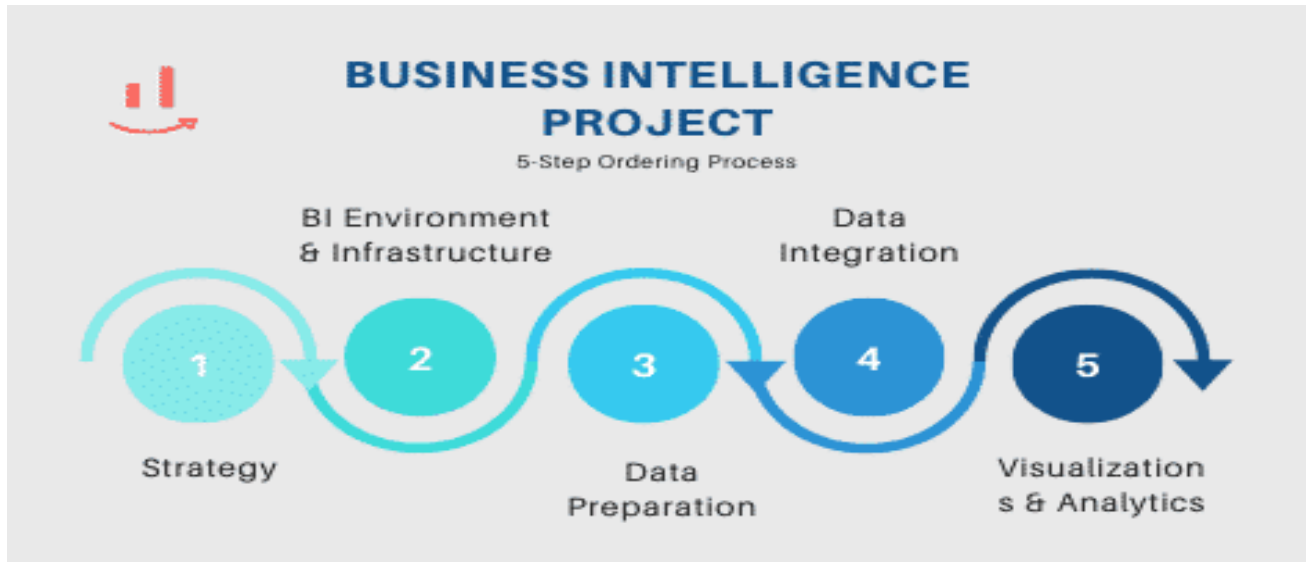 BUSINESS INTELLIGENCE
PROJECT
5-Step Ordering Process
BI Environment
& Infrastructure
Data
Integration
1
2
3
4
5
Strategy
Data
Preparation
Visualization
s & Analytics